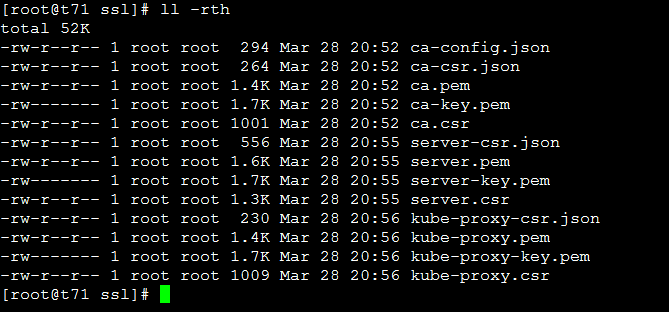 [root@t71 ssl]# ll -rth
total 52K
-rw-r--r-- 1 root root  294 Mar 28 20:52 ca-config.json
-rw-r--r-- 1 root root  264 Mar 28 20:52 ca-csr.json
-rw-r--r-- 1 root root 1.4K Mar 28 20:52 ca.pem
-rw------- 1 root root 1.7K Mar 28 20:52 ca-key.pem
-rw-r--r-- 1 root root 1001 Mar 28 20:52 ca.csr
-rw-r--r-- 1 root root  556 Mar 28 20:55 server-csr.json
-rw-r--r-- 1 root root 1.6K Mar 28 20:55 server.pem
-rw------- 1 root root 1.7K Mar 28 20:55 server-key.pem
-rw-r--r-- 1 root root 1.3K Mar 28 20:55 server.csr
-rw-r--r-- 1 root root  230 Mar 28 20:56 kube-proxy-csr.json
-rw-r--r-- 1 root root 1.4K Mar 28 20:56 kube-proxy.pem
-rw------- 1 root root 1.7K Mar 28 20:56 kube-proxy-key.pem
-rw-r--r-- 1 root root 1009 Mar 28 20:56 kube-proxy.csr
[root@t71 ssl]#